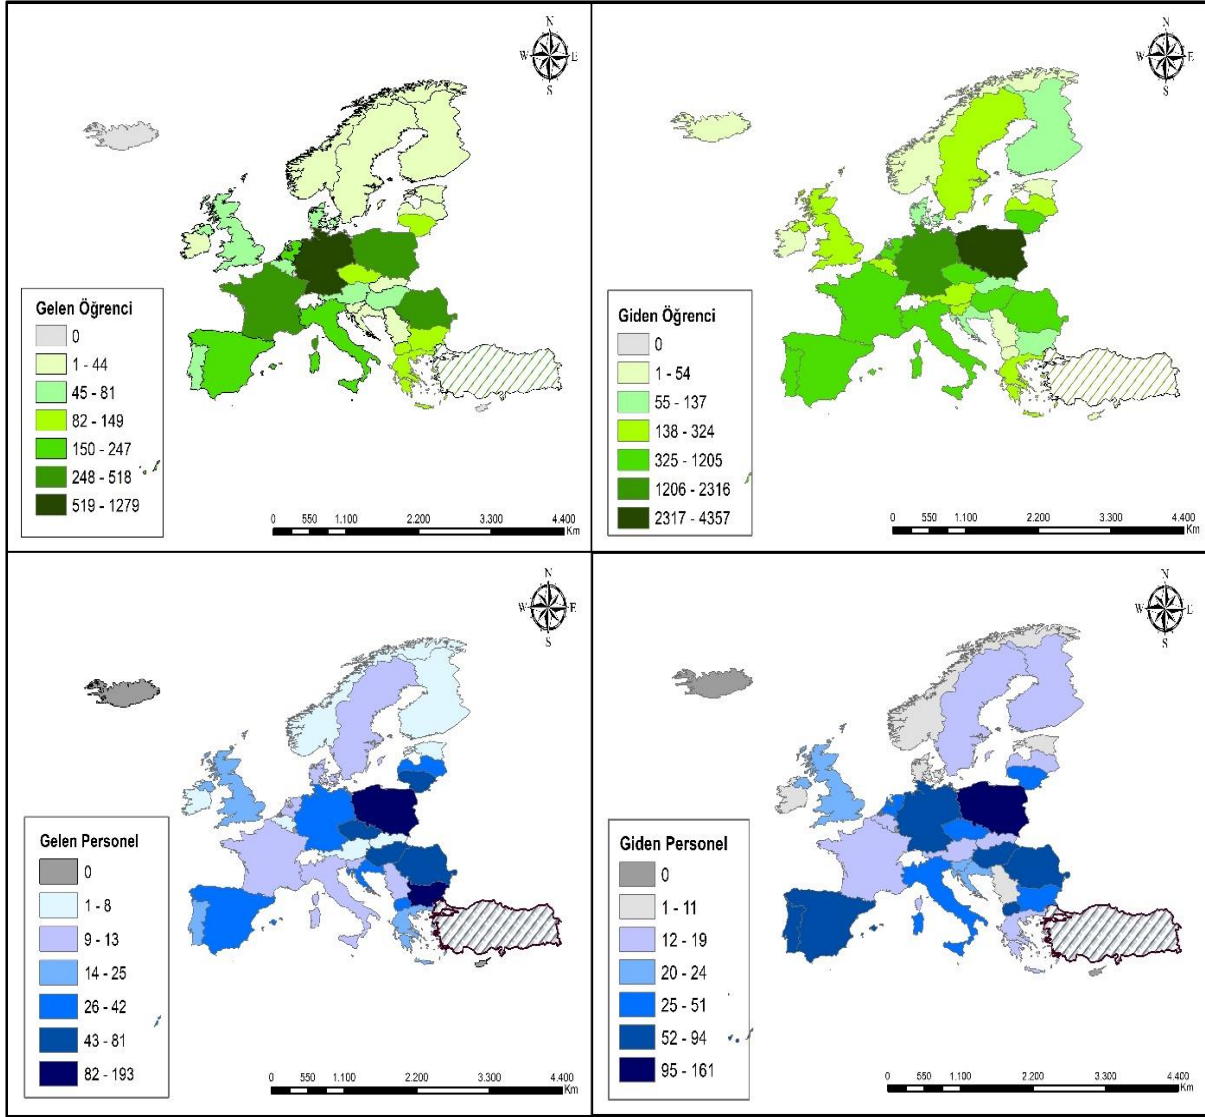 N
W E
S
Gelen Öğrenci
0
1 - 44
45 - 81
82 - 149
150 - 247
248 - 518
519 - 1279
0 550 1.100 2.200 3.300 4.400
Km
N
W E
S
Giden Öğrenci
0
1 - 54
55 - 137
138 - 324
325 - 1205
1206 - 2316
2317 - 4357
0 550 1.100 2.200 3.300 4.400
Km
N
W E
S
Gelen Personel
0
1 - 8
9 - 13
14 - 25
26 - 42
43 - 81
82 - 193
0 550 1.100 2.200 3.300 4.400
Km
N
W E
S
Giden Personel
0
1 - 11
12 - 19
20 - 24
25 - 51
52 - 94
95 - 161
0 550 1.100 2.200 3.300 4.400
Km